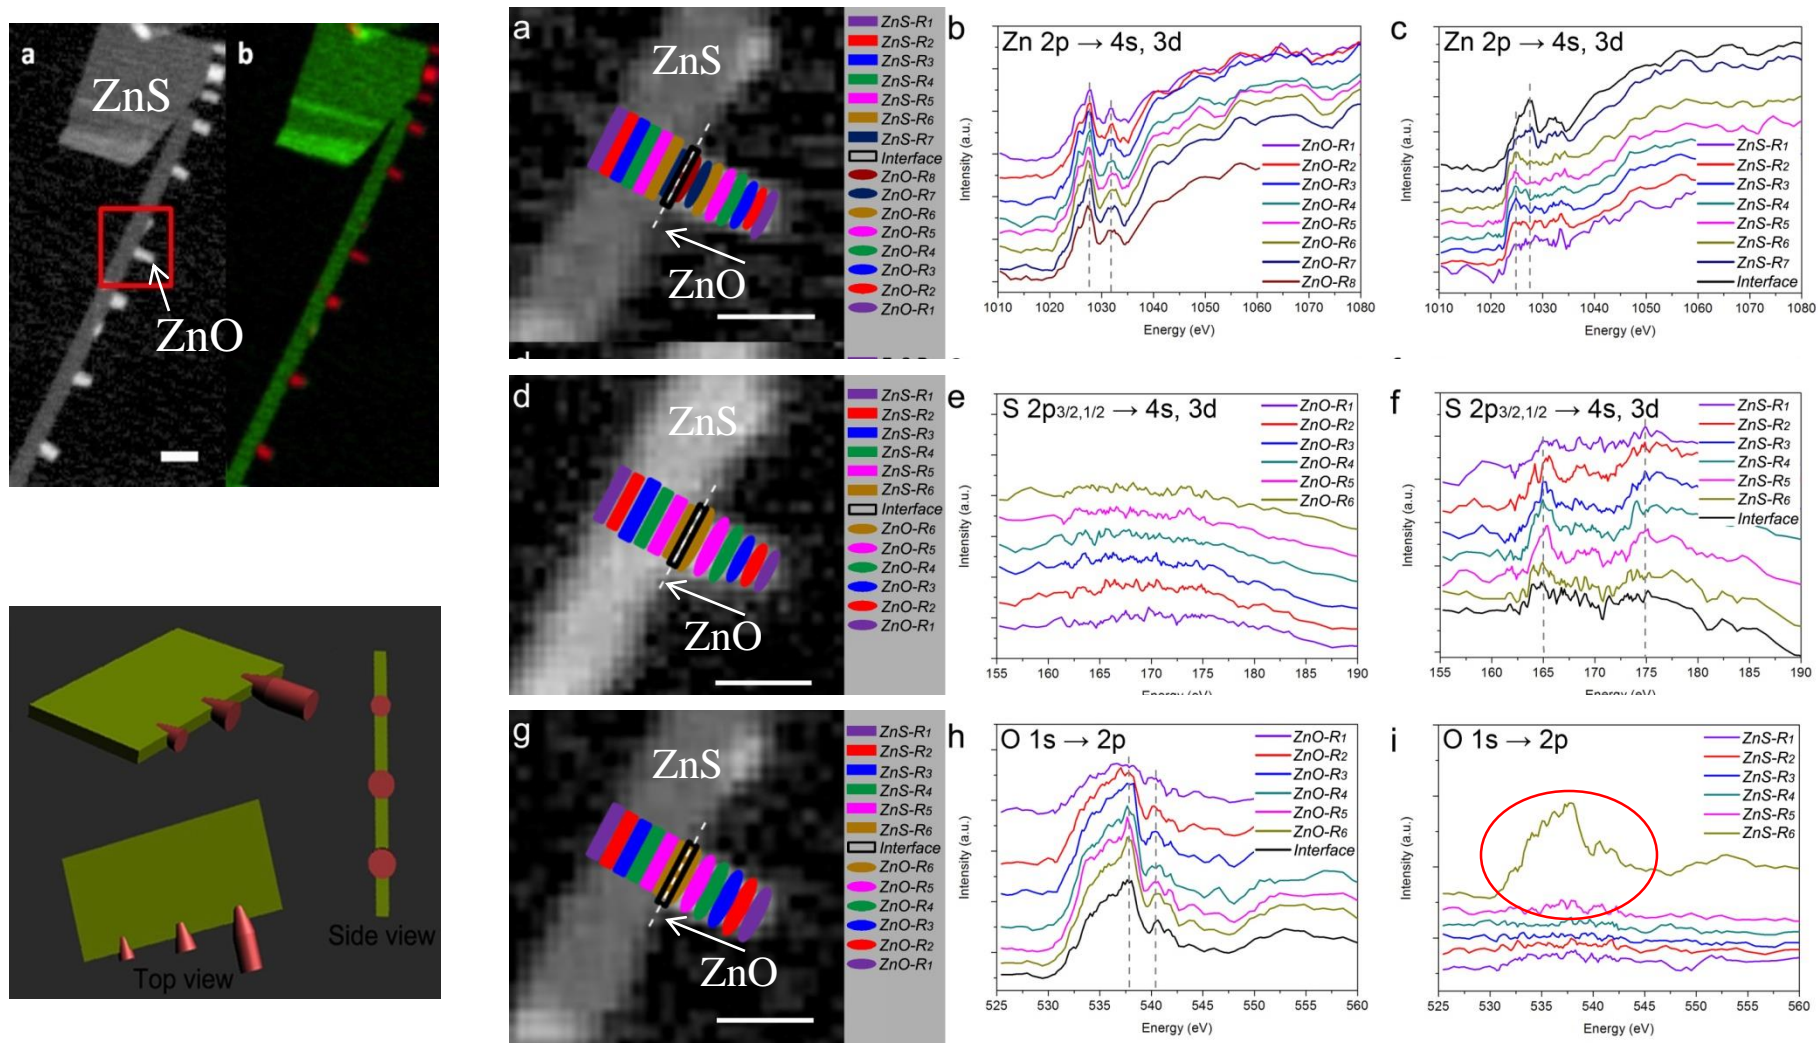 a
b
ZnS
ZnO
Top view
Side view
a
ZnS
ZnO
ZnS-R1
ZnS-R2
ZnS-R3
ZnS-R4
ZnS-R5
ZnS-R6
ZnS-R7
Interface
ZnO-R8
ZnO-R7
ZnO-R6
ZnO-R5
ZnO-R4
ZnO-R3
ZnO-R2
ZnO-R1
b
Zn 2p → 4s, 3d
Intensity (a.u.)
ZnO-R1
ZnO-R2
ZnO-R3
ZnO-R4
ZnO-R5
ZnO-R6
ZnO-R7
ZnO-R8
1010 1020 1030 1040 1050 1060 1070 1080
Energy (eV)
c
Zn 2p → 4s, 3d
Intensity (a.u.)
ZnS-R1
ZnS-R2
ZnS-R3
ZnS-R4
ZnS-R5
ZnS-R6
ZnS-R7
Interface
1010 1020 1030 1040 1050 1060 1070 1080
Energy (eV)
d
ZnS
ZnO
ZnS-R1
ZnS-R2
ZnS-R3
ZnS-R4
ZnS-R5
ZnS-R6
Interface
ZnO-R6
ZnO-R5
ZnO-R4
ZnO-R3
ZnO-R2
ZnO-R1
e
S 2p3/2,1/2 → 4s, 3d
Intensity (a.u.)
ZnO-R1
ZnO-R2
ZnO-R3
ZnO-R4
ZnO-R5
ZnO-R6
155 160 165 170 175 180 185 190
Energy (eV)
f
S 2p3/2,1/2 → 4s, 3d
Intensity (a.u.)
ZnS-R1
ZnS-R2
ZnS-R3
ZnS-R4
ZnS-R5
ZnS-R6
Interface
155 160 165 170 175 180 185 190
Energy (eV)
g
ZnS
ZnO
ZnS-R1
ZnS-R2
ZnS-R3
ZnS-R4
ZnS-R5
ZnS-R6
Interface
ZnO-R6
ZnO-R5
ZnO-R4
ZnO-R3
ZnO-R2
ZnO-R1
h
O 1s → 2p
Intensity (a.u.)
ZnO-R1
ZnO-R2
ZnO-R3
ZnO-R4
ZnO-R5
ZnO-R6
Interface
525 530 535 540 545 550 555 560
Energy (eV)
i
O 1s → 2p
Intensity (a.u.)
ZnS-R1
ZnS-R2
ZnS-R3
ZnS-R4
ZnS-R5
ZnS-R6
525 530 535 540 545 550 555 560
Energy (eV)